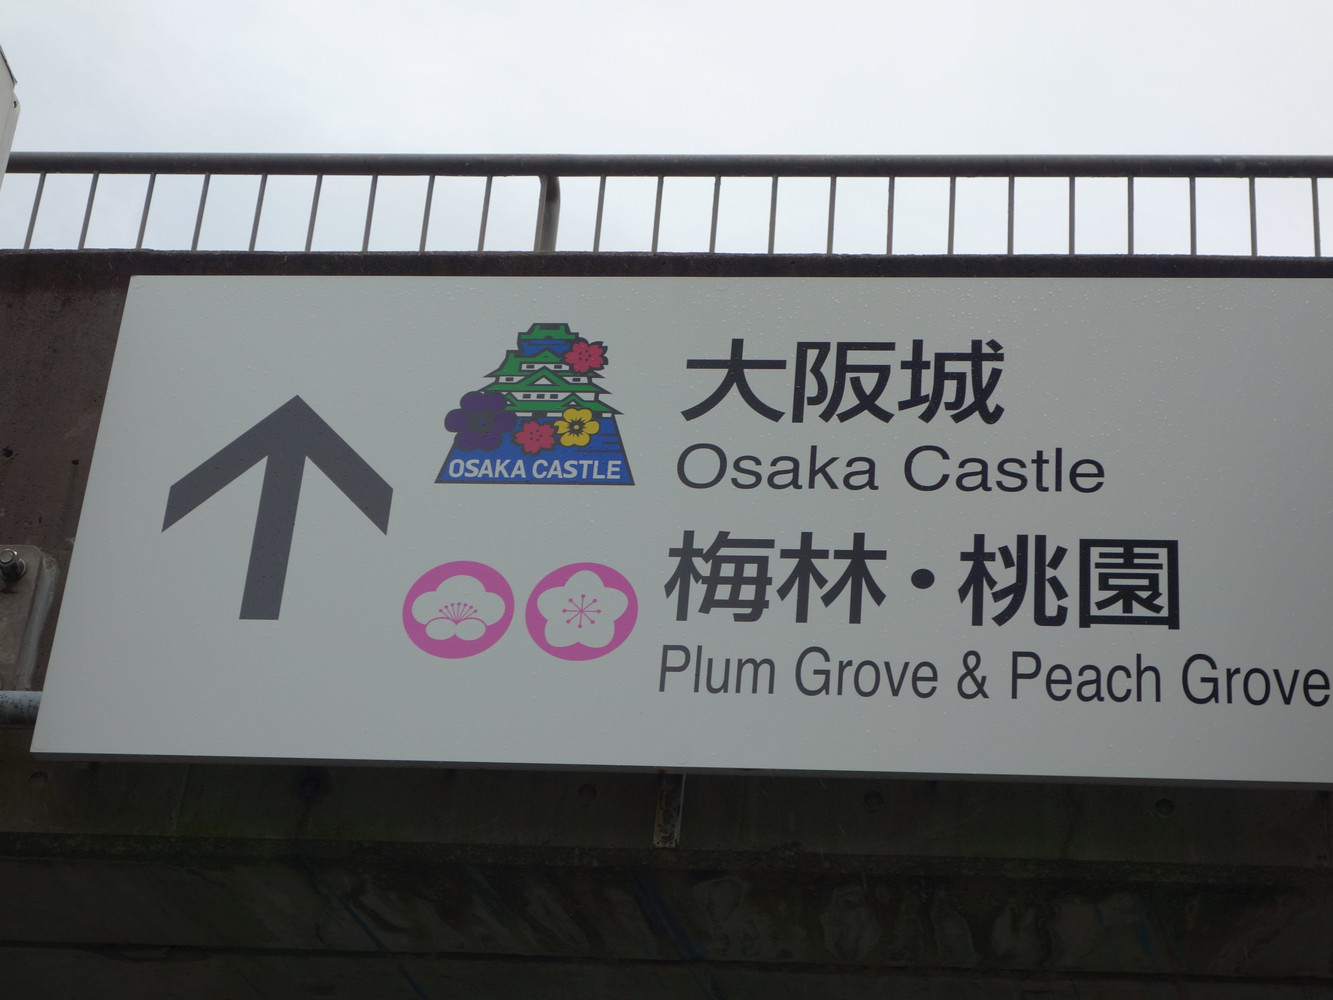 OSAKA CASTLE
大阪城
Osaka Castle
梅林・桃園
Plum Grove & Peach Grove